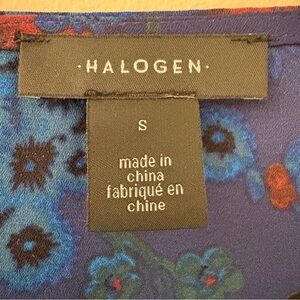 ·HALOGEN·
S
made in
china
fabriqué en
chine